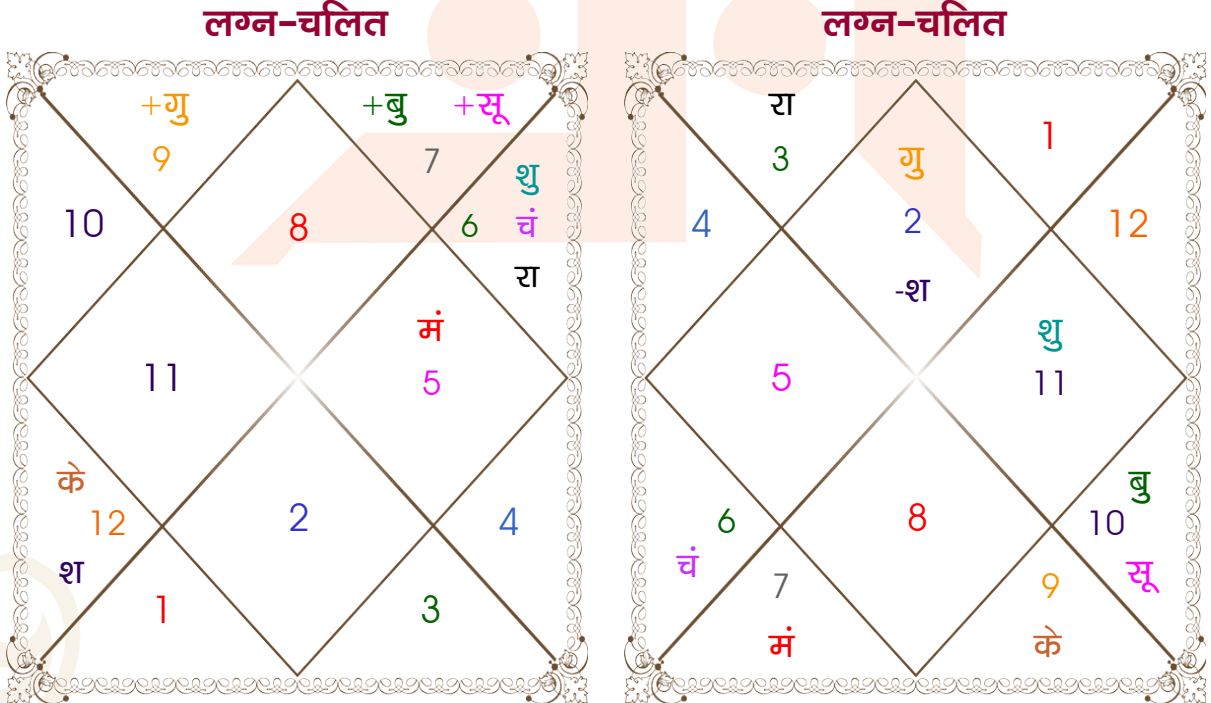 लग्न-चलित
+गु +बु +सू
9
7
शु
10
8
6 चं
रा
मं
11
5
के
12
2
4
श
1
3
लग्न-चलित
रा
1
3
गु
4
2
12
-श
शु
5
11
बु
6
8
10
चं
7
9
सू
मं
के